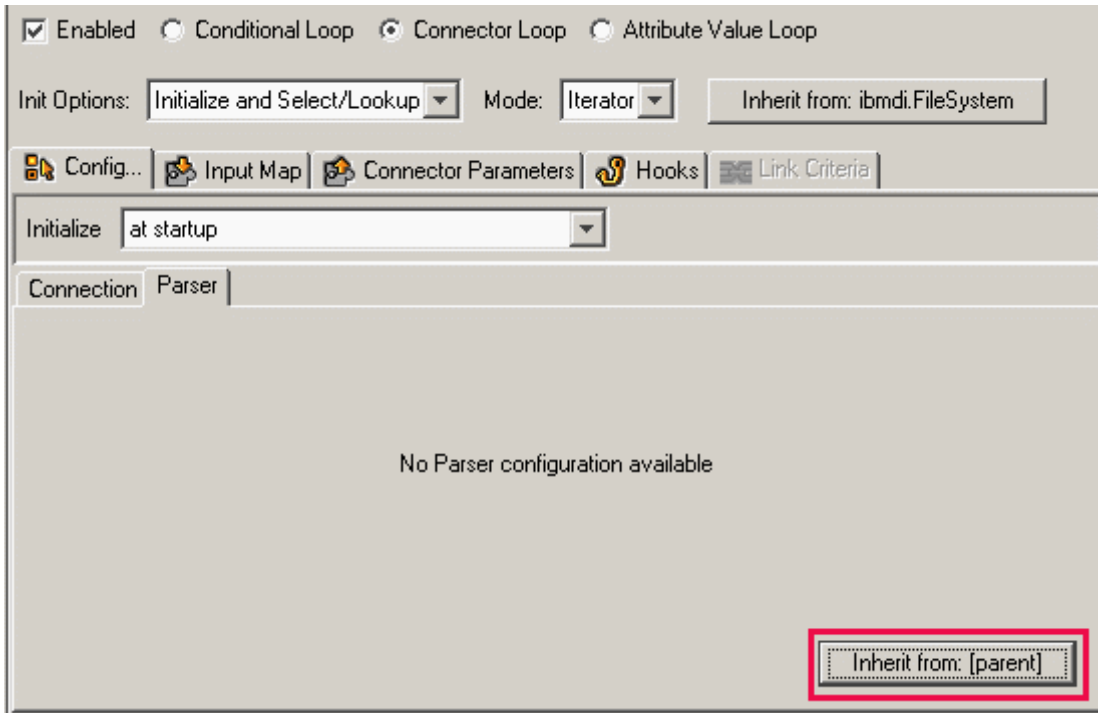 Enabled Conditional Loop Connector Loop Attribute Value Loop
Init Options: Initialize and Select/Lookup Mode: Iterator Inherit from: ibmdi.FileSystem
Config... Input Map Connector Parameters Hooks Link Criteria
Initialize at startup
Connection Parser
No Parser configuration available
Inherit from: [parent]